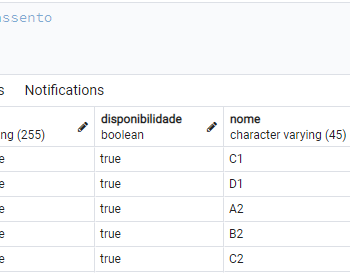 assento
s Notifications
disponibilidade nome
ng (255) boolean character varying (45)
e true C1
e true D1
e true A2
e true B2
e true C2